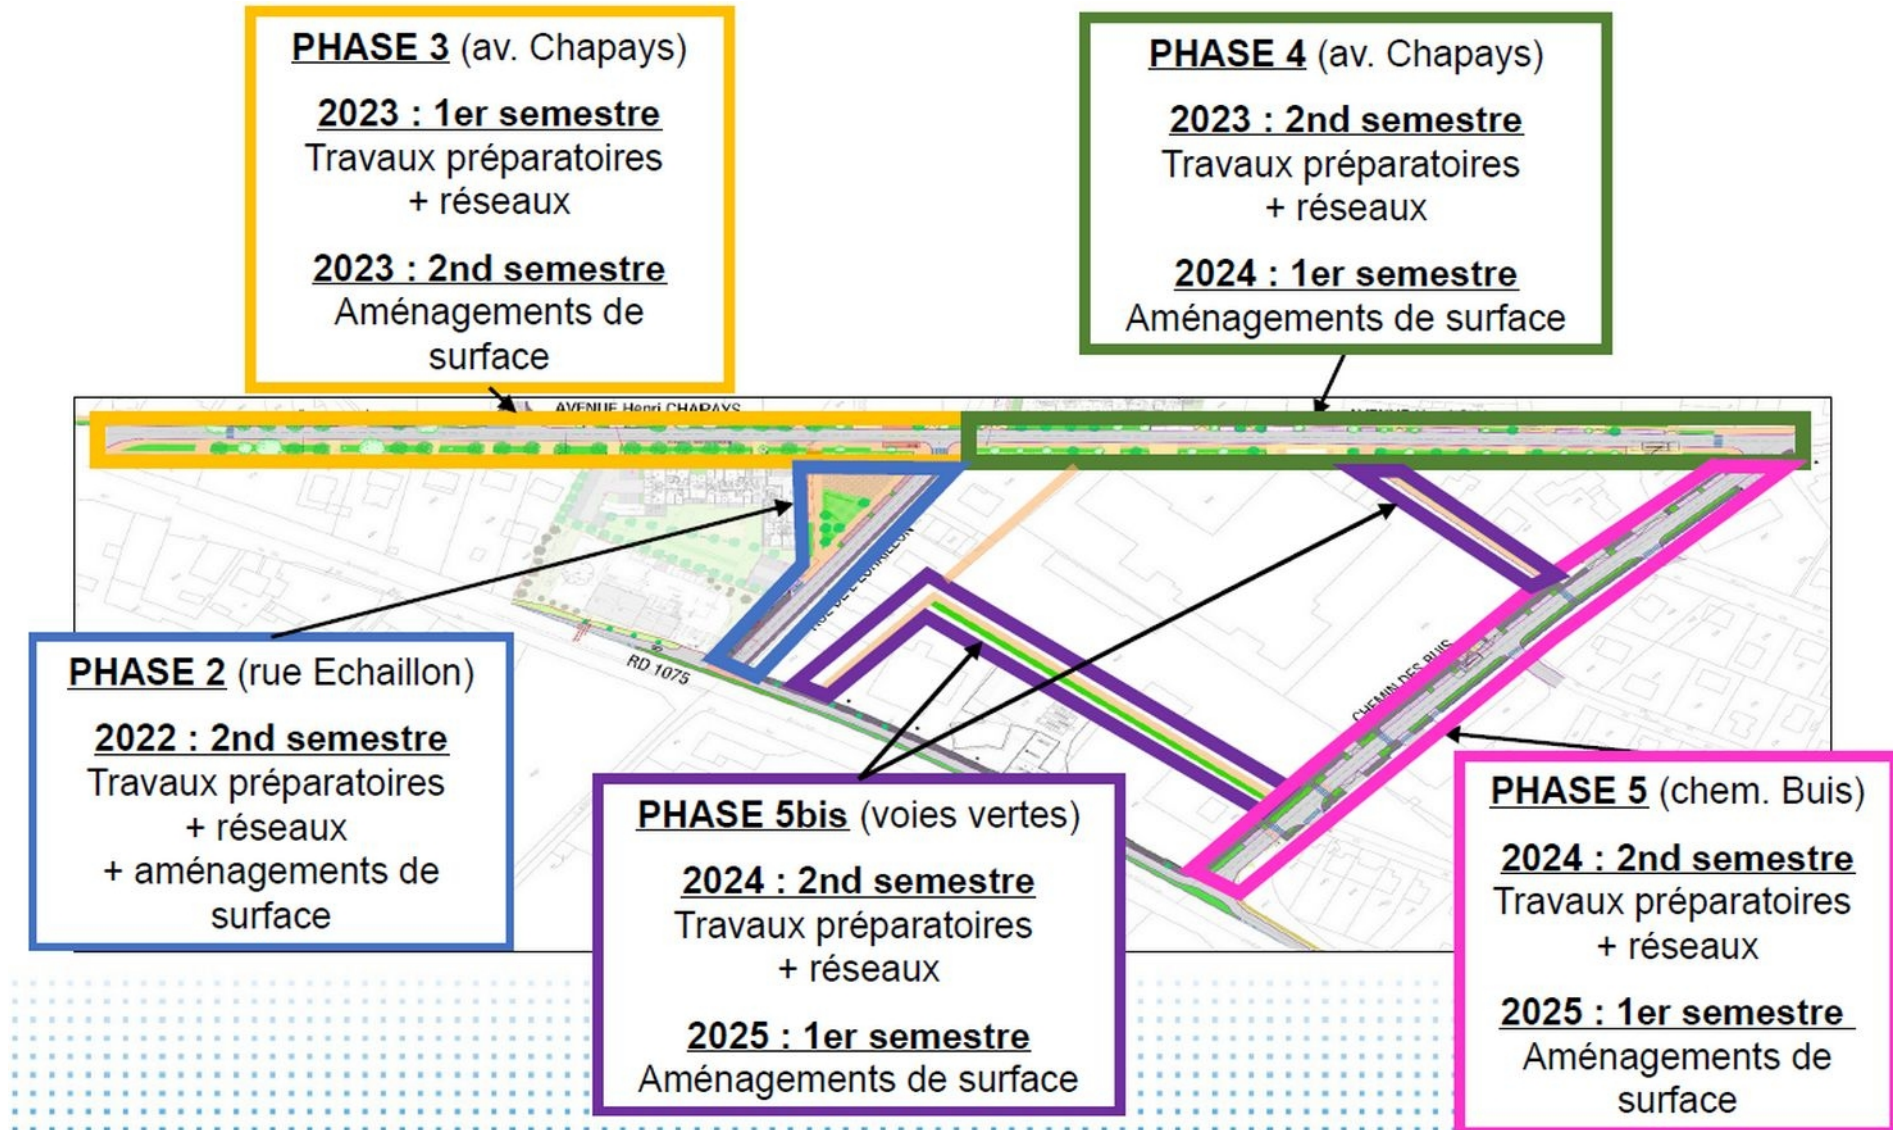 PHASE 3 (av. Chapays)
2023 : 1er semestre
Travaux préparatoires
+ réseaux
2023 : 2nd semestre
Aménagements de
surface
PHASE 4 (av. Chapays)
2023 : 2nd semestre
Travaux préparatoires
+ réseaux
2024 : 1er semestre
Aménagements de surface
AVENUE Henri CHAPAYS
RD 1075
CHEMIN DES BUIS
PHASE 2 (rue Echaillon)
2022 : 2nd semestre
Travaux préparatoires
+ réseaux
+ aménagements de
surface
PHASE 5bis (voies vertes)
2024 : 2nd semestre
Travaux préparatoires
+ réseaux
2025 : 1er semestre
Aménagements de surface
PHASE 5 (chem. Buis)
2024 : 2nd semestre
Travaux préparatoires
+ réseaux
2025 : 1er semestre
Aménagements de
surface